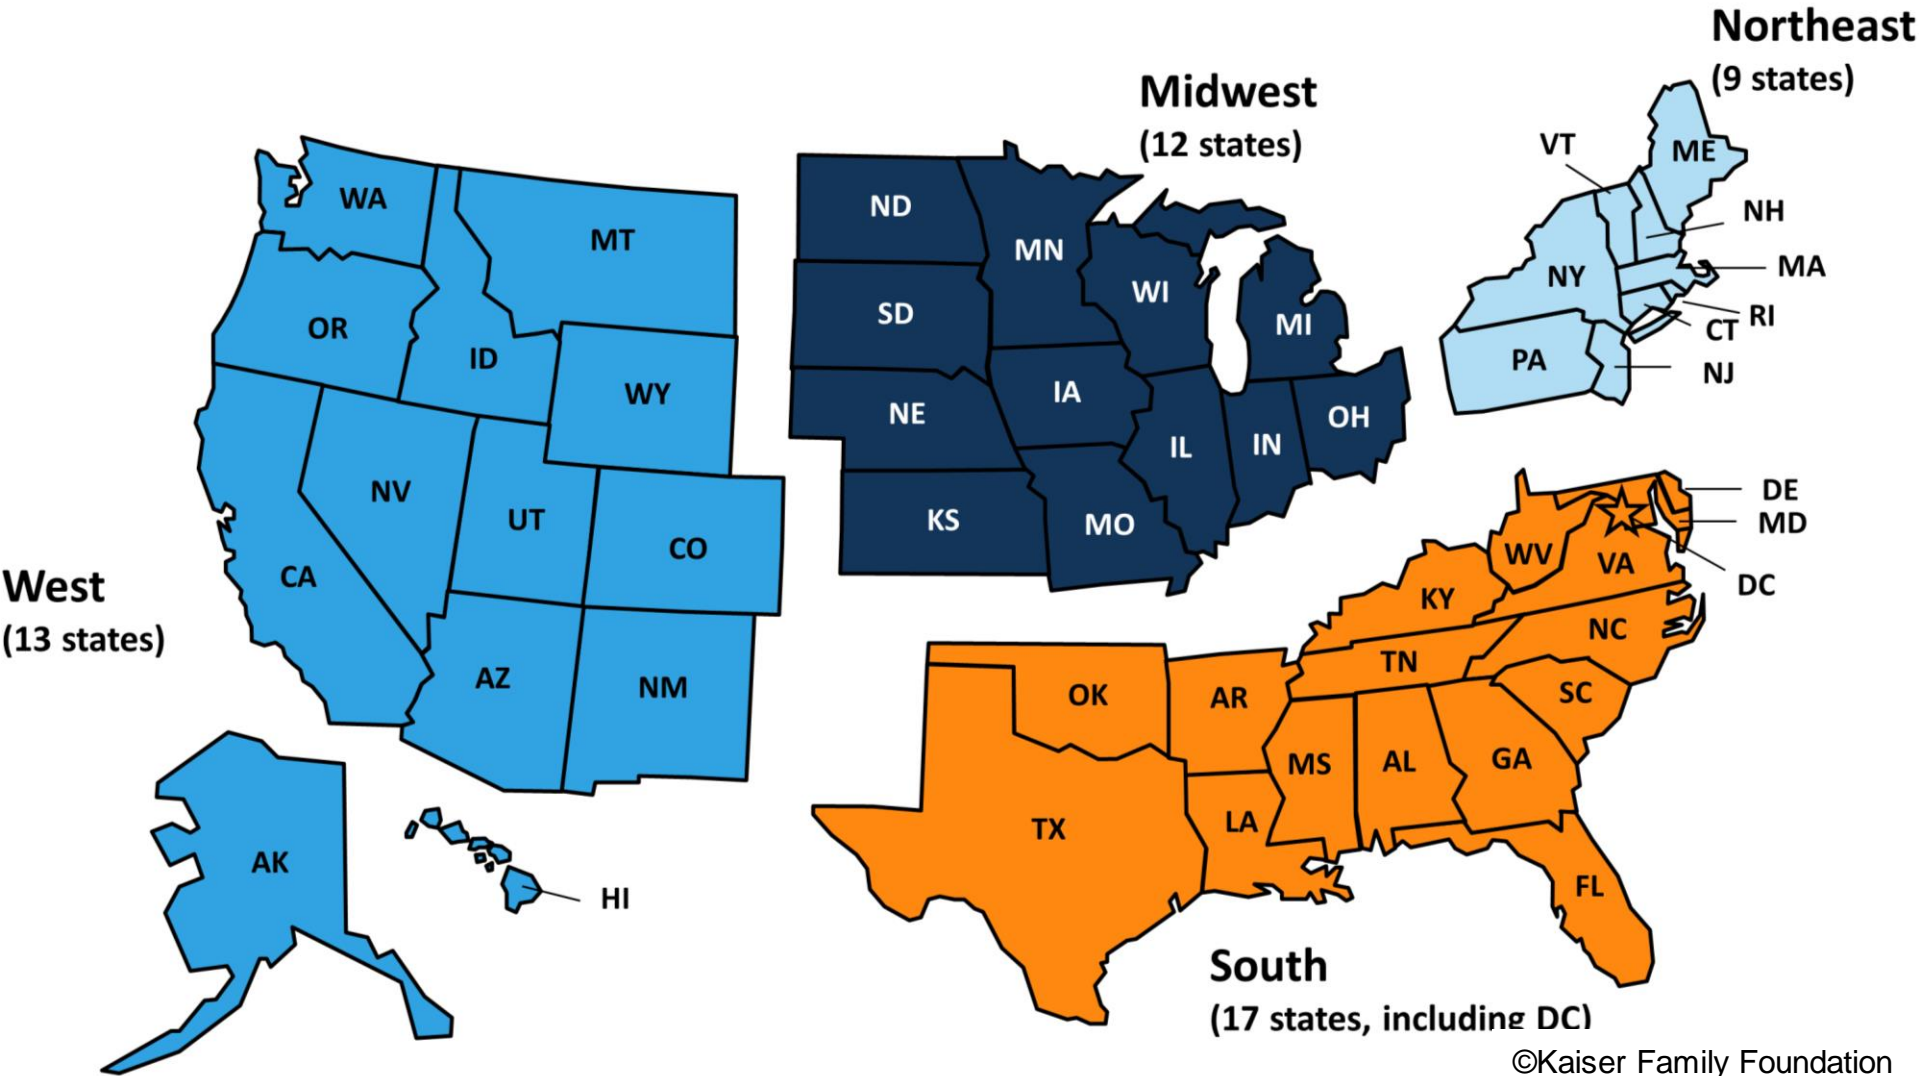 Northeast
(9 states)
Midwest
(12 states)
VT
ME
WA
ND
NH
MT
MN
MA
NY
WI
SD
RI
OR
MI
CT
ID
PA
NJ
WY
IA
NE
OH
IL
IN
NV
DE
UT
KS
MO
MD
CO
WV
VA
CA
DC
West
(13 states)
KY
NC
TN
AZ
NM
OK
AR
SC
MS
AL
GA
LA
TX
AK
HI
FL
South
(17 states, including DC)
©Kaiser Family Foundation